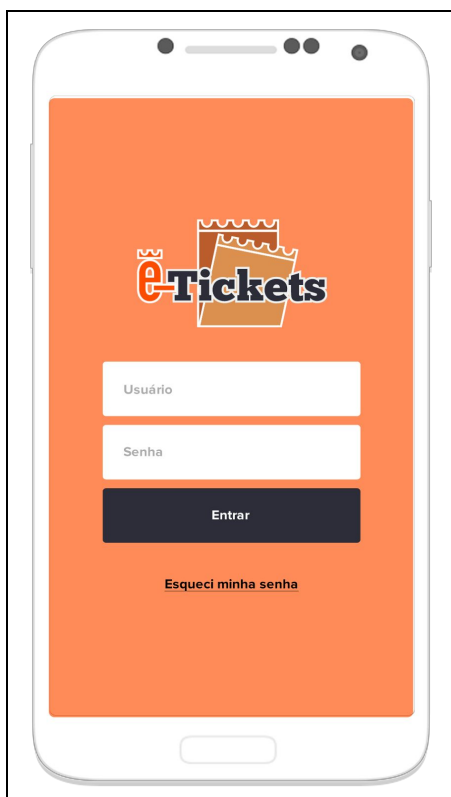 ë-Tickets
Usuário
Senha
Entrar
Esqueci minha senha